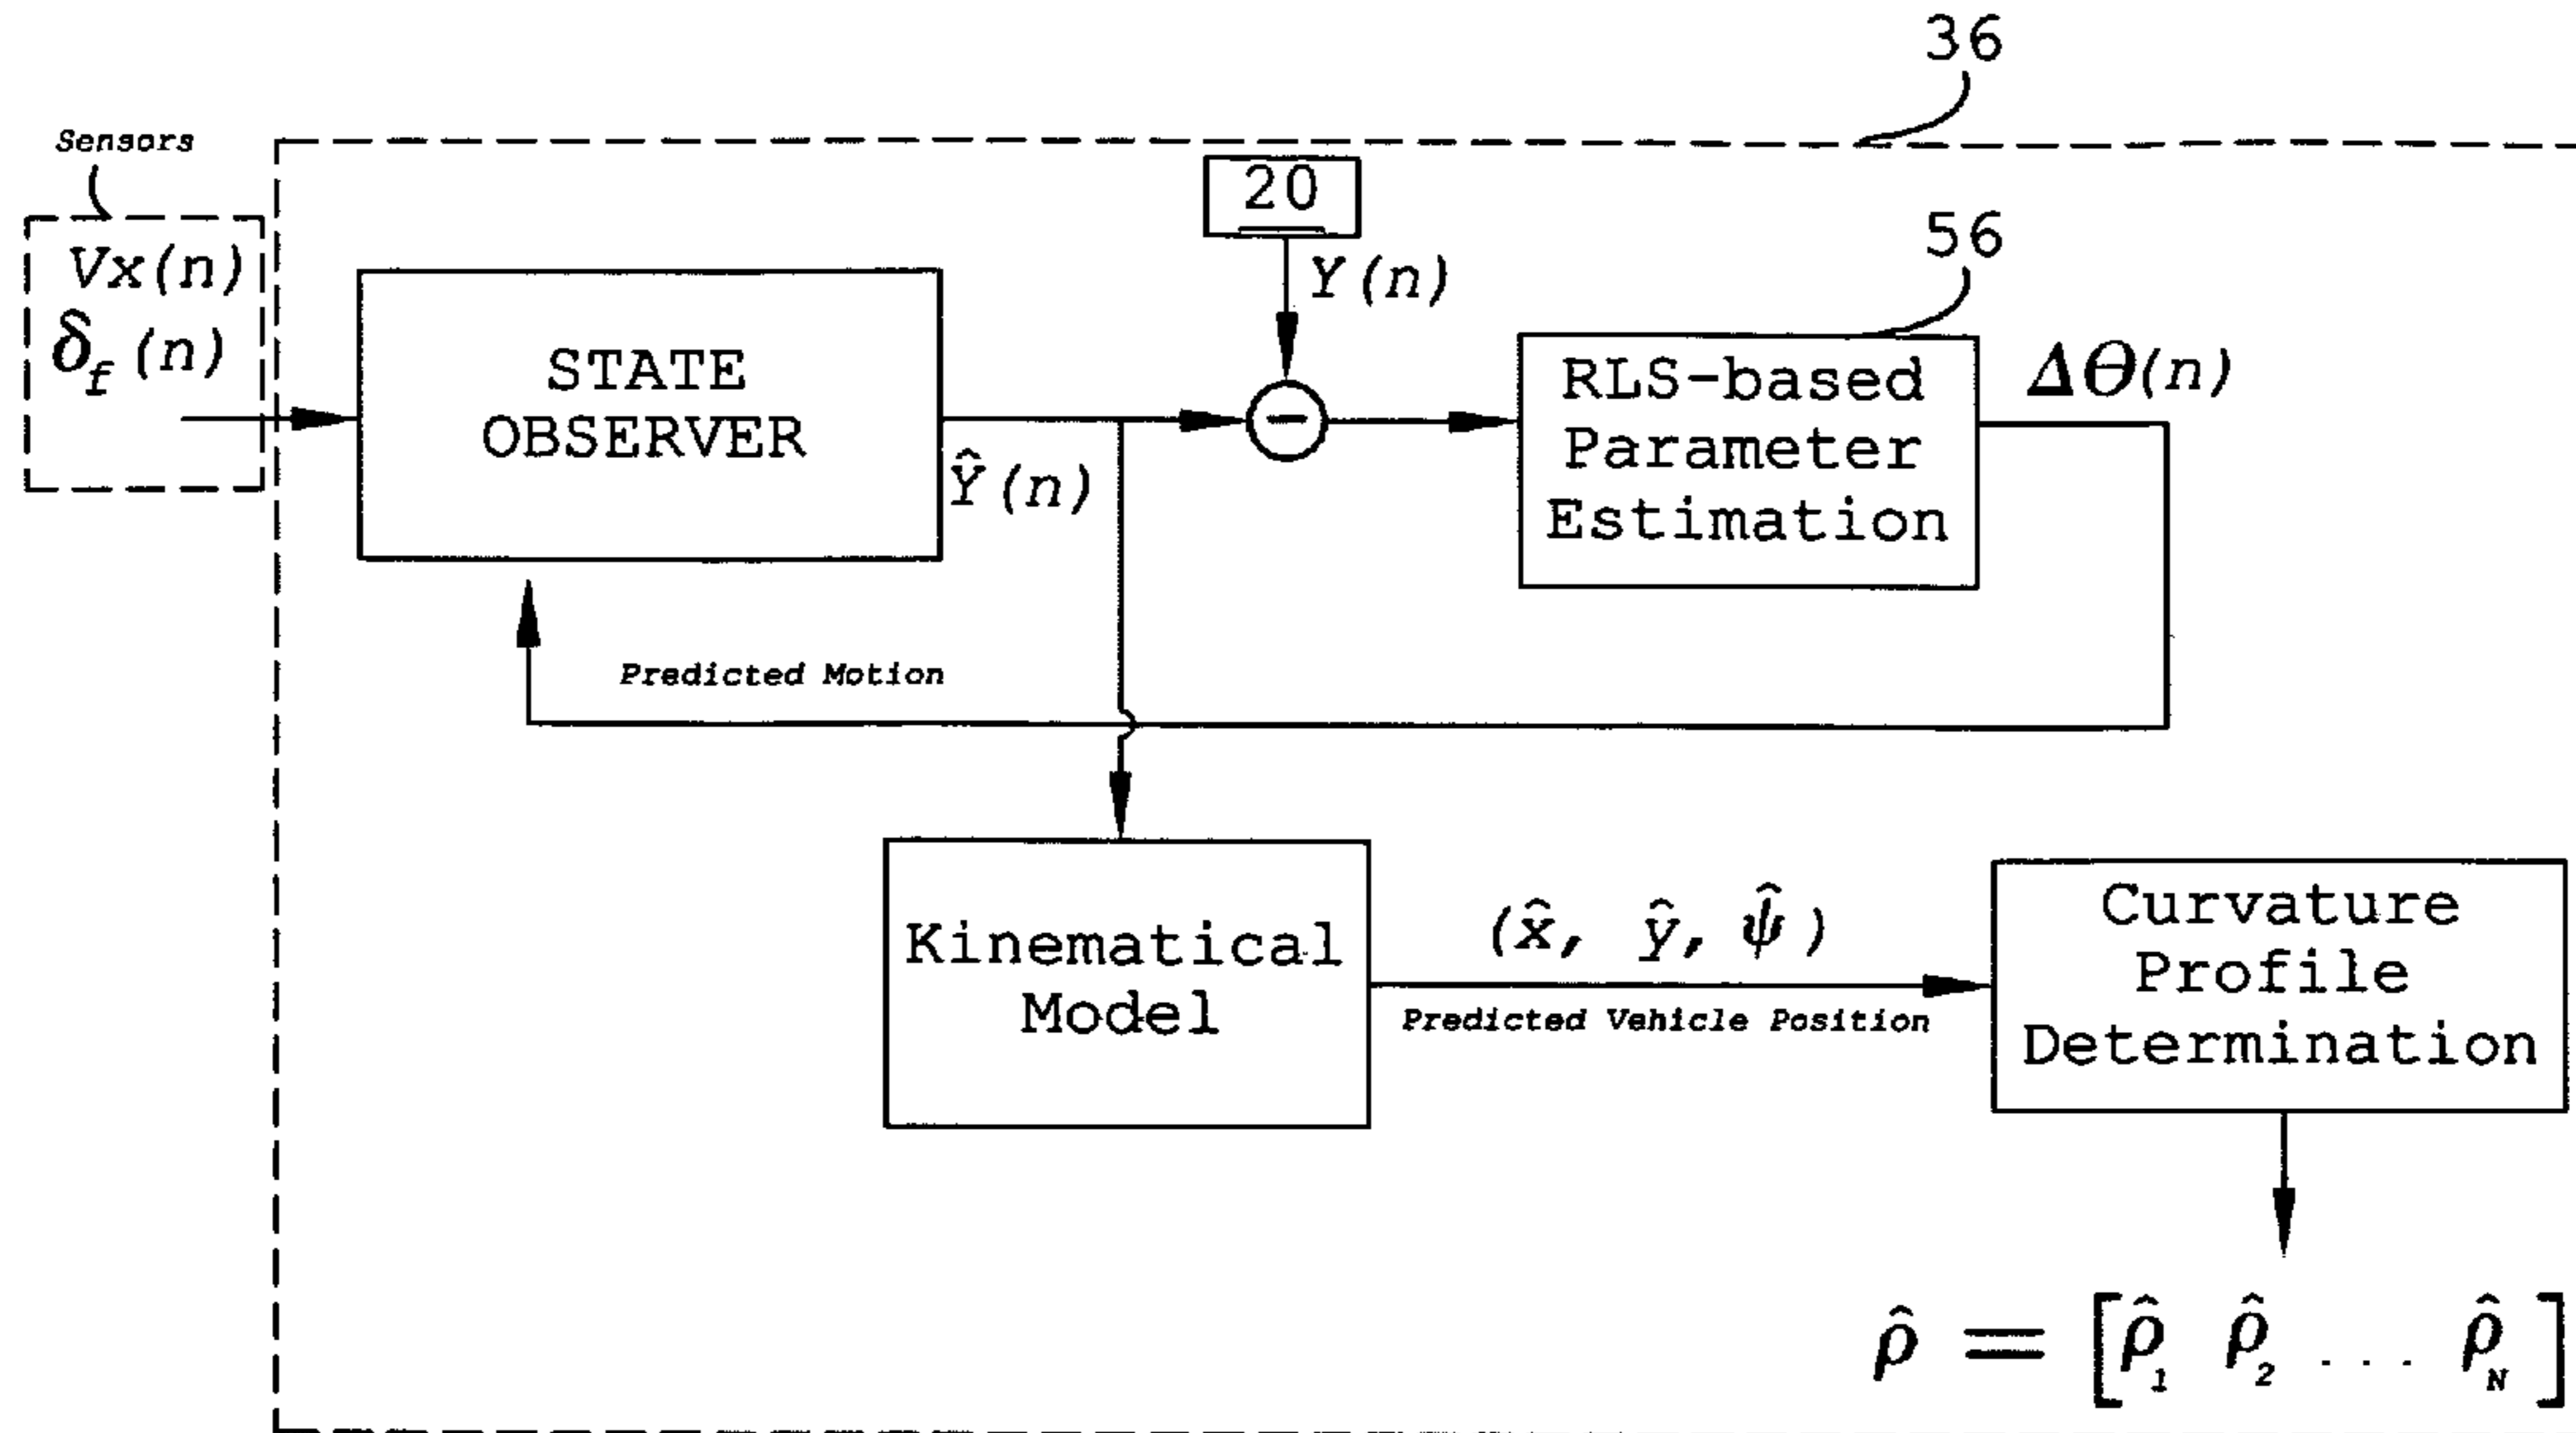 36
Sensors
20
Vx(n)
δf(n)
Y(n)
56
STATE
OBSERVER
Ŷ(n)
RLS-based
Parameter
Estimation
ΔΘ(n)
Predicted Motion
Kinematical
Model
(x̂, ŷ, ψ̂)
Predicted Vehicle Position
Curvature
Profile
Determination
ρ̂ = [ρ̂1 ρ̂2 ... ρ̂N]